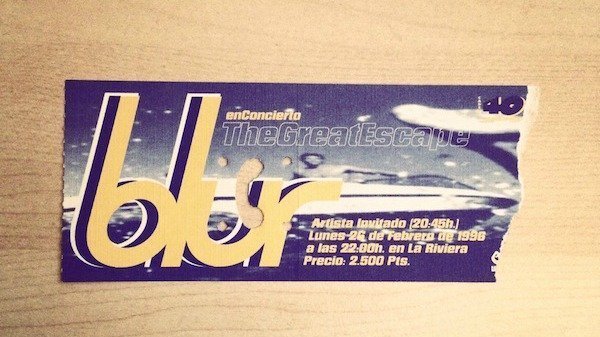 enConcierto
TheGreatEscape
blur
40
Artista invitado (20:45h.)
Lunes 26 de Febrero de 1996
a las 22:00h. en La Riviera
Precio: 2.500 Pts.